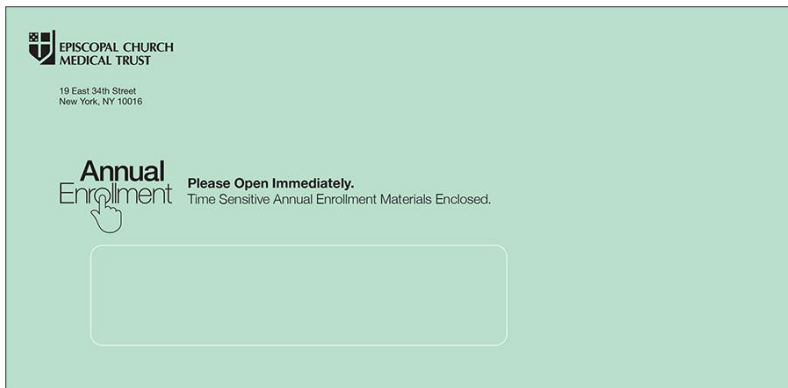 EPISCOPAL CHURCH
MEDICAL TRUST
19 East 34th Street
New York, NY 10016
Annual
Enrollment
Please Open Immediately.
Time Sensitive Annual Enrollment Materials Enclosed.